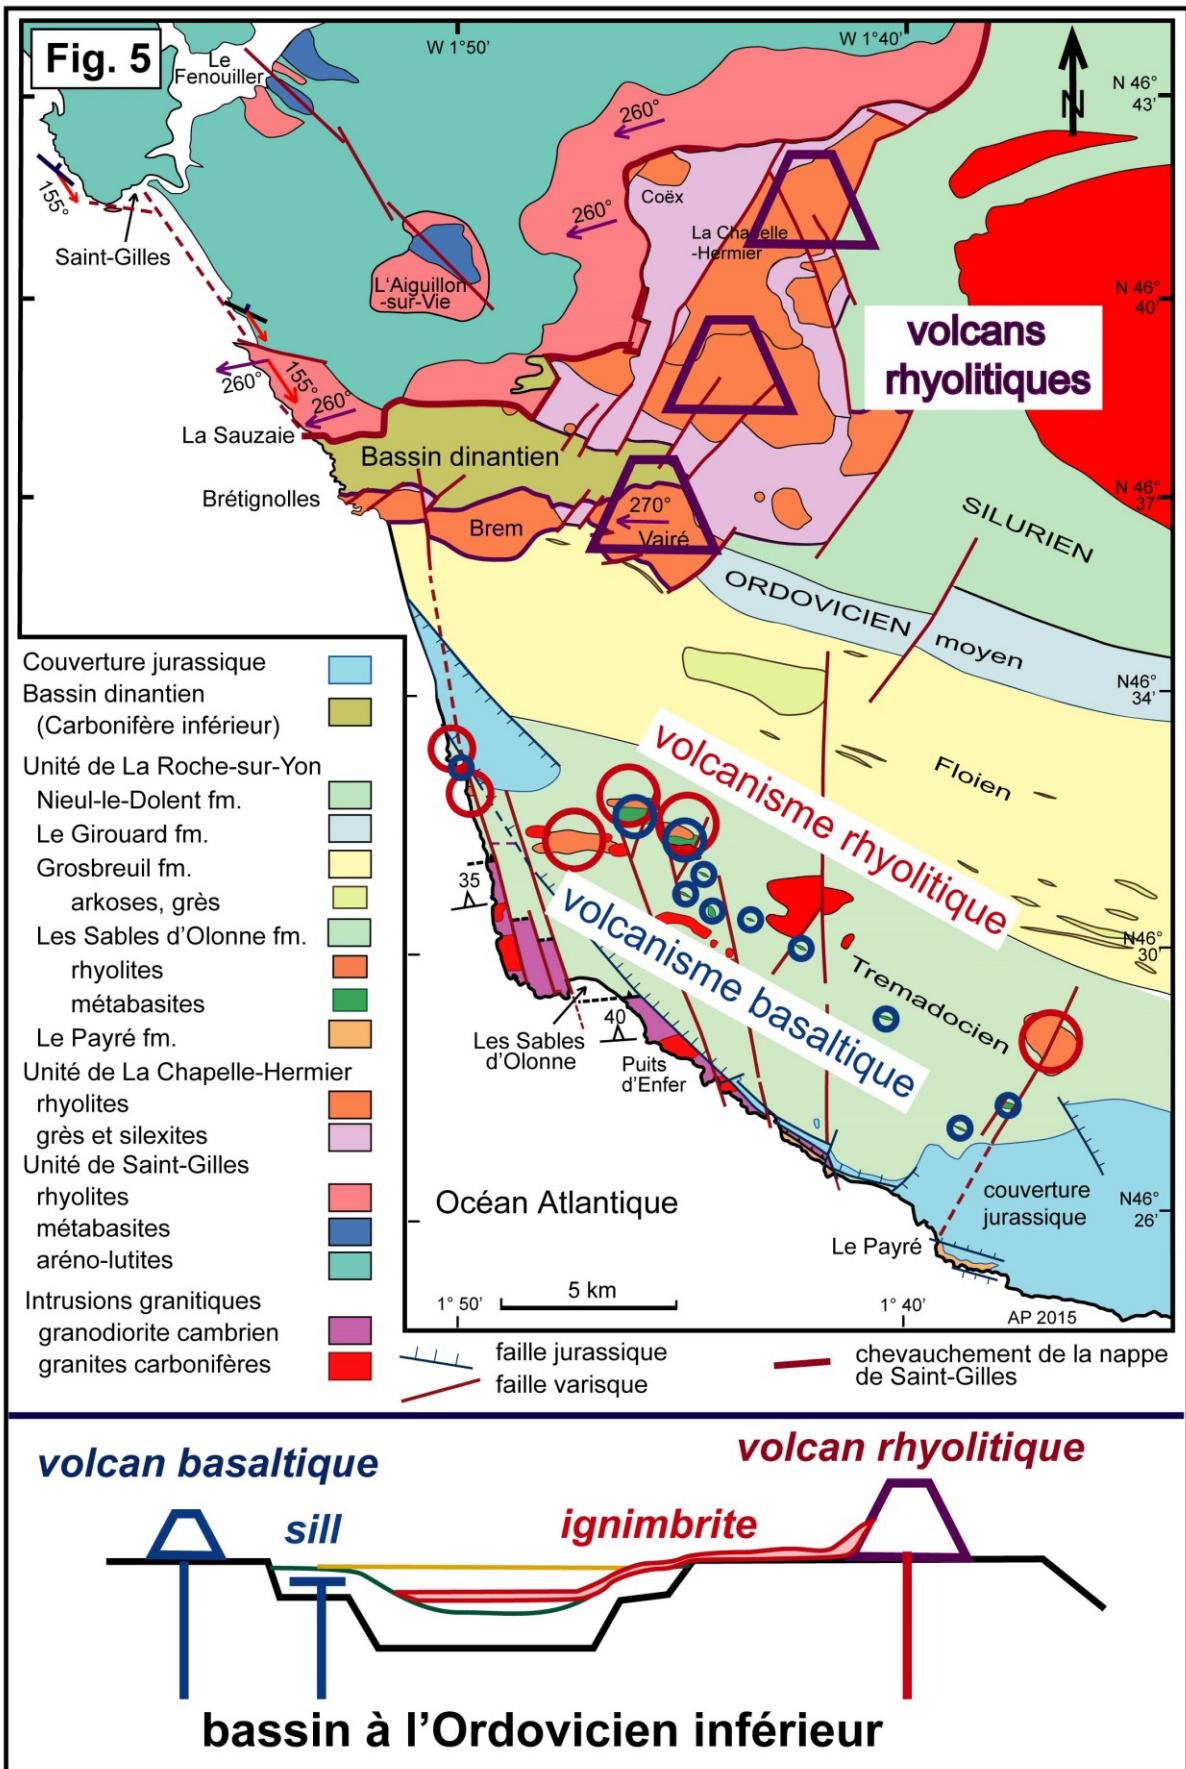 Fig. 5
W 1°50'
W 1°40'
N 46°
43'
N
Le
Fenouiller
260°
155°
Saint-Gilles
260°
Coëx
La Chapelle
-Hermier
L'Aiguillon
-sur-Vie
N 46°
40'
volcans
rhyolitiques
260°
155°
260°
La Sauzaie
Bassin dinantien
Brétignolles
Brem
270°
Vairé
N 46°
37'
SILURIEN
ORDOVICIEN moyen
N46°
34'
Floien
volcanisme rhyolitique
volcanisme basaltique
Tremadocien
N46°
30'
35
40
Les Sables
d'Olonne
Puits
d'Enfer
Océan Atlantique
couverture
jurassique
N46°
26'
Le Payré
5 km
1° 50'
1° 40'
AP 2015
Couverture jurassique
Bassin dinantien
(Carbonifère inférieur)
Unité de La Roche-sur-Yon
Nieul-le-Dolent fm.
Le Girouard fm.
Grosbreuil fm.
arkoses, grès
Les Sables d'Olonne fm.
rhyolites
métabasites
Le Payré fm.
Unité de La Chapelle-Hermier
rhyolites
grès et silexites
Unité de Saint-Gilles
rhyolites
métabasites
aréno-lutites
Intrusions granitiques
granodiorite cambrien
granites carbonifères
faille jurassique
faille varisque
chevauchement de la nappe
de Saint-Gilles
volcan basaltique
volcan rhyolitique
sill
ignimbrite
bassin à l'Ordovicien inférieur